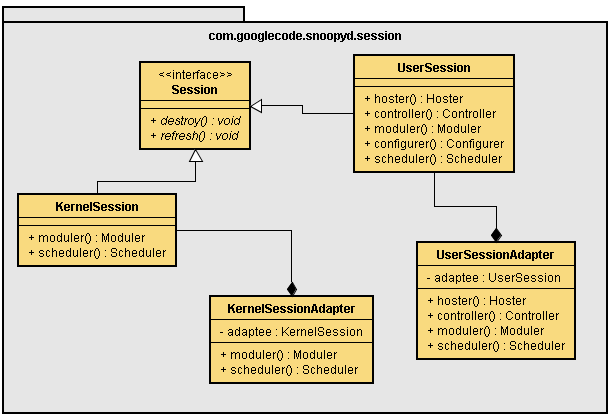 com.googlecode.snoopyd.session
<<interface>>
Session
+ destroy() : void
+ refresh() : void
UserSession
+ hoster() : Hoster
+ controller() : Controller
+ moduler() : Moduler
+ configurer() : Configurer
+ scheduler() : Scheduler
KernelSession
+ moduler() : Moduler
+ scheduler() : Scheduler
KernelSessionAdapter
- adaptee : KernelSession
+ moduler() : Moduler
+ scheduler() : Scheduler
UserSessionAdapter
- adaptee : UserSession
+ hoster() : Hoster
+ controller() : Controller
+ moduler() : Moduler
+ scheduler() : Scheduler